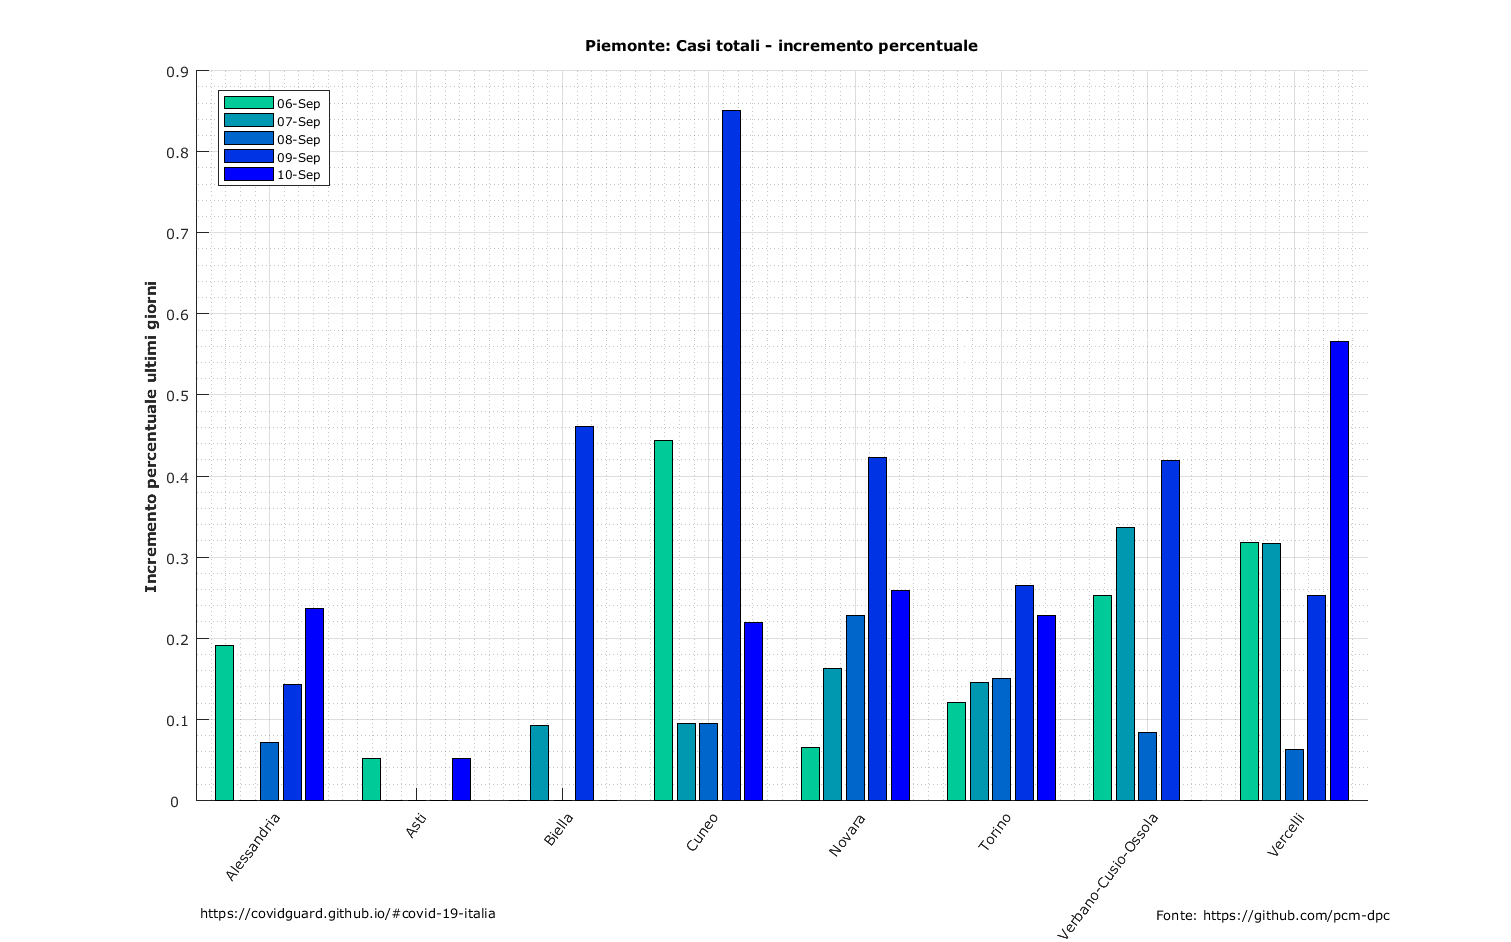 Piemonte: Casi totali - incremento percentuale
0.9
0.8
0.7
0.6
0.5
0.4
0.3
0.2
0.1
0
Incremento percentuale ultimi giorni
06-Sep
07-Sep
08-Sep
09-Sep
10-Sep
Alessandria
Asti
Biella
Cuneo
Novara
Torino
Verbano-Cusio-Ossola
Vercelli
https://covidguard.github.io/#covid-19-italia
Fonte: https://github.com/pcm-dpc